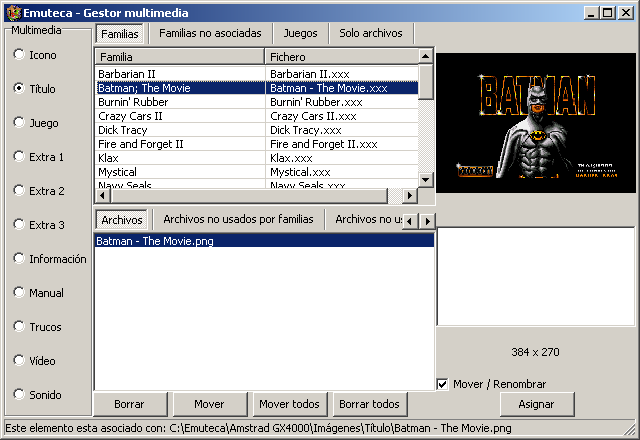 Emuteca - Gestor multimedia
Multimedia
Icono
Título
Juego
Extra 1
Extra 2
Extra 3
Información
Manual
Trucos
Vídeo
Sonido
Familias
Familias no asociadas
Juegos
Solo archivos
Familia Fichero
Barbarian II Barbarian II.xxx
Batman; The Movie Batman - The Movie.xxx
Burnin' Rubber Burnin' Rubber.xxx
Crazy Cars II Crazy Cars II.xxx
Dick Tracy Dick Tracy.xxx
Fire and Forget II Fire and Forget II.xxx
Klax Klax.xxx
Mystical Mystical.xxx
Navy Seals Navy Seals.xxx
Archivos
Archivos no usados por familias
Archivos no us
Batman - The Movie.png
Borrar
Mover
Mover todos
Borrar todos
BATMAN
384 x 270
Mover / Renombrar
Asignar
Este elemento esta asociado con: C:\Emuteca\Amstrad GX4000\Imágenes\Título\Batman - The Movie.png